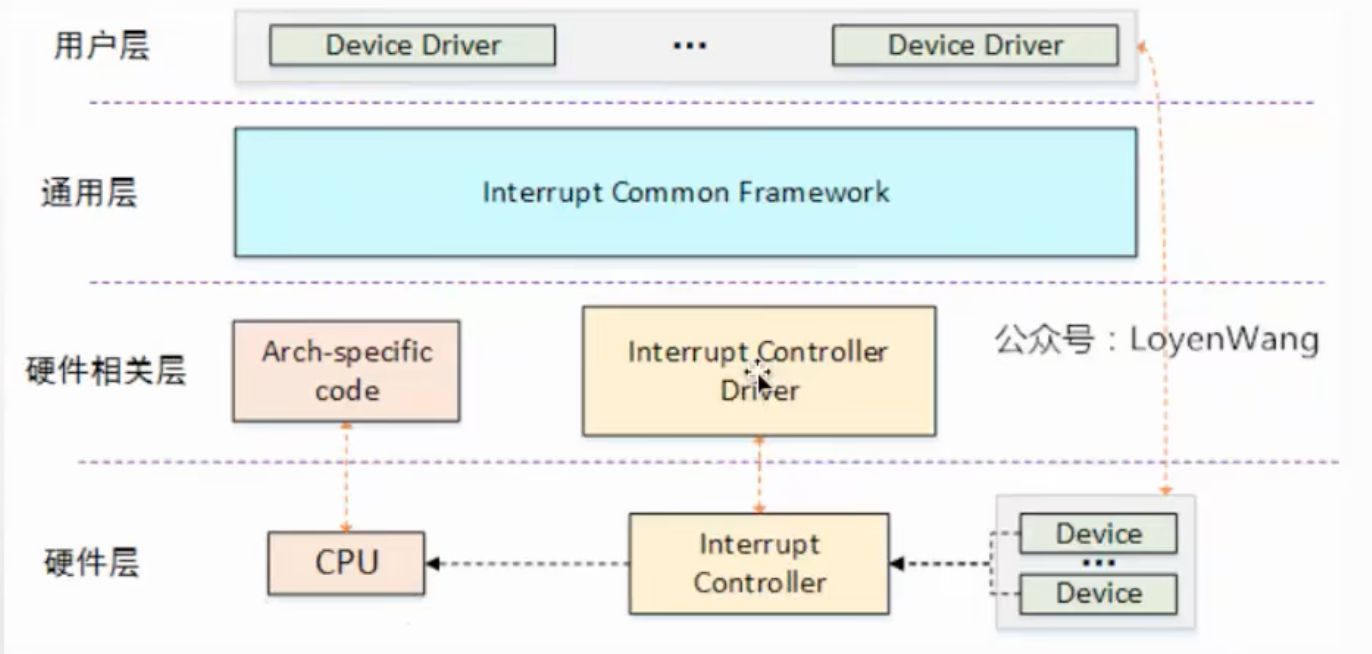 用户层
Device Driver
...
Device Driver
通用层
Interrupt Common Framework
硬件相关层
Arch-specific
code
Interrupt Controller
Driver
公众号：LoyenWang
硬件层
CPU
Interrupt
Controller
Device
...
Device